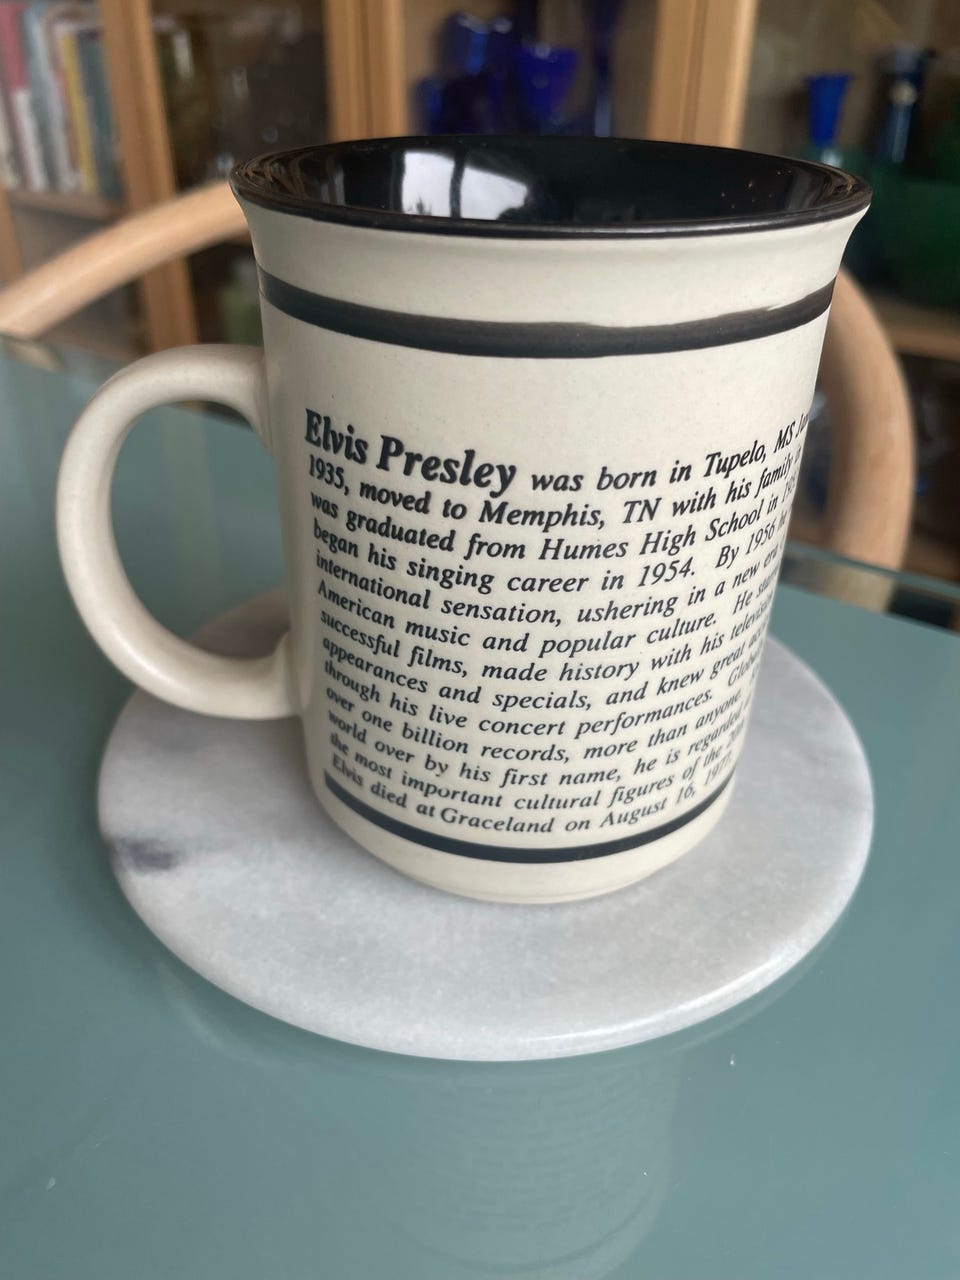 Elvis Presley was born in Tupelo, MS
1935, moved to Memphis, TN with his family
was graduated from Humes High School in
began his singing career in 1954. By 1956
international sensation, ushering in a new era
American music and popular culture. He
successful films, made history with his
appearances and specials, and knew great
through his live concert performances.
over one billion records, more than anyone.
world over by his first name, he is regarded
the most important cultural figures of the
Elvis died at Graceland on August 16, 1977.